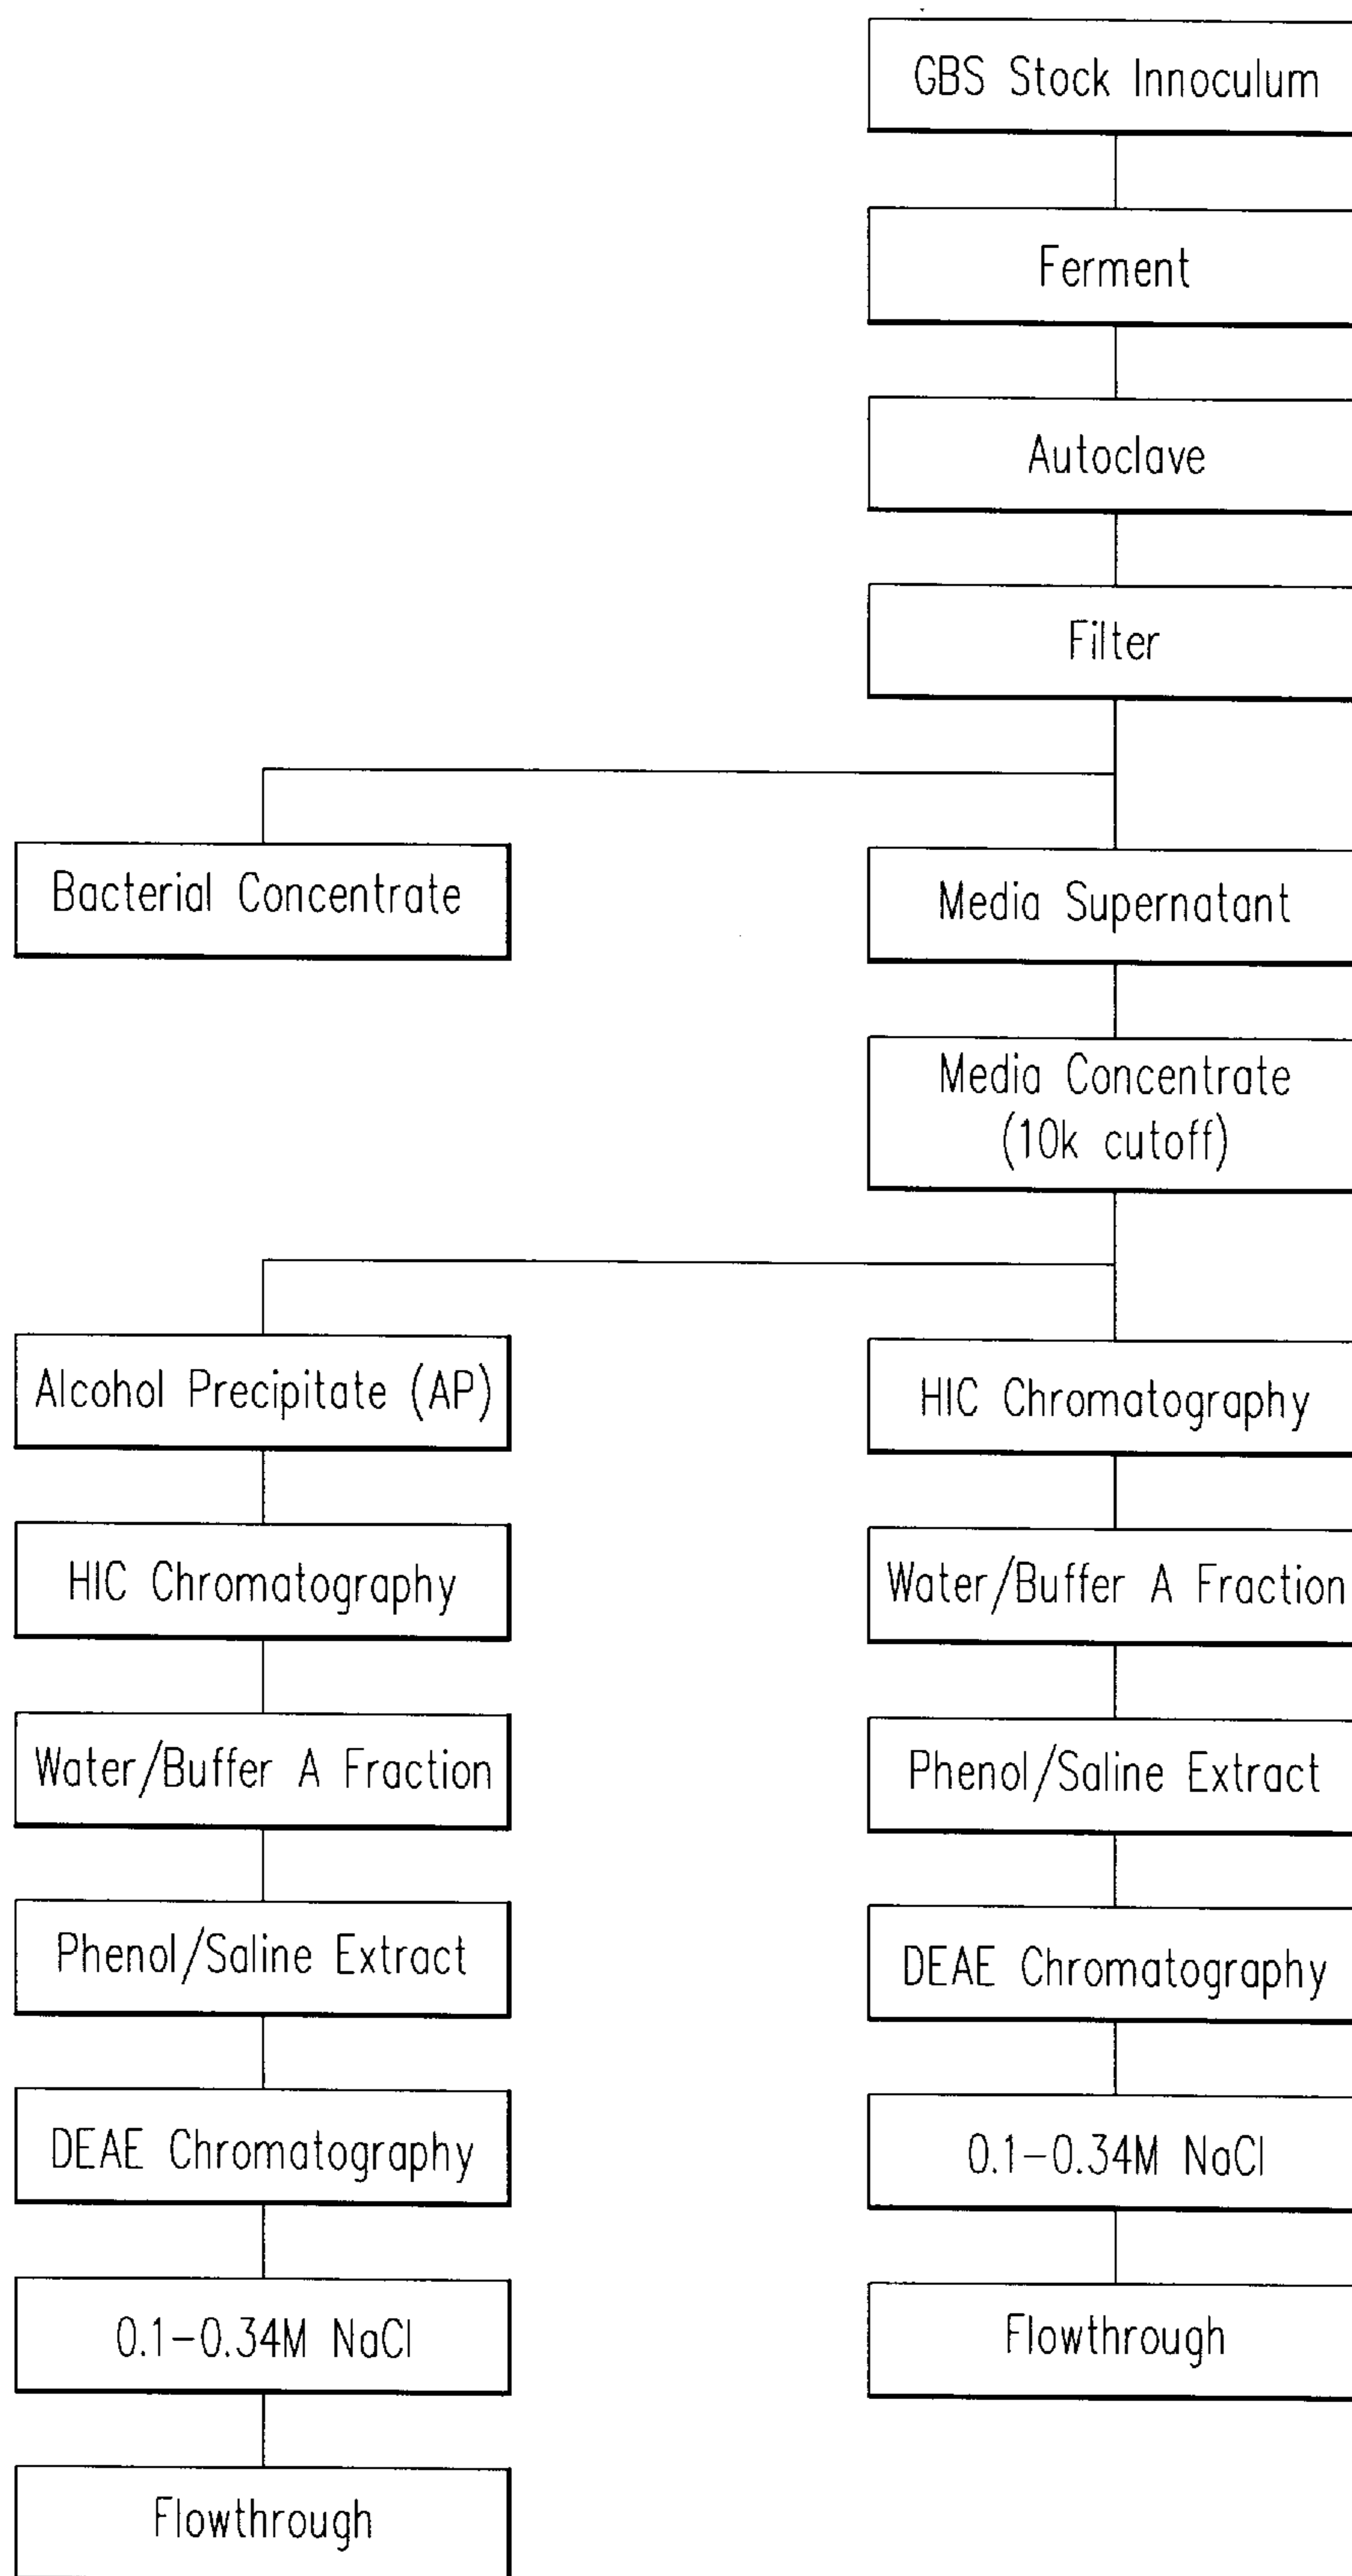 GBS Stock Innoculum
Ferment
Autoclave
Filter
Bacterial Concentrate
Media Supernatant
Media Concentrate
(10k cutoff)
Alcohol Precipitate (AP)
HIC Chromatography
HIC Chromatography
Water/Buffer A Fraction
Water/Buffer A Fraction
Phenol/Saline Extract
Phenol/Saline Extract
DEAE Chromatography
DEAE Chromatography
0.1-0.34M NaCl
0.1-0.34M NaCl
Flowthrough
Flowthrough